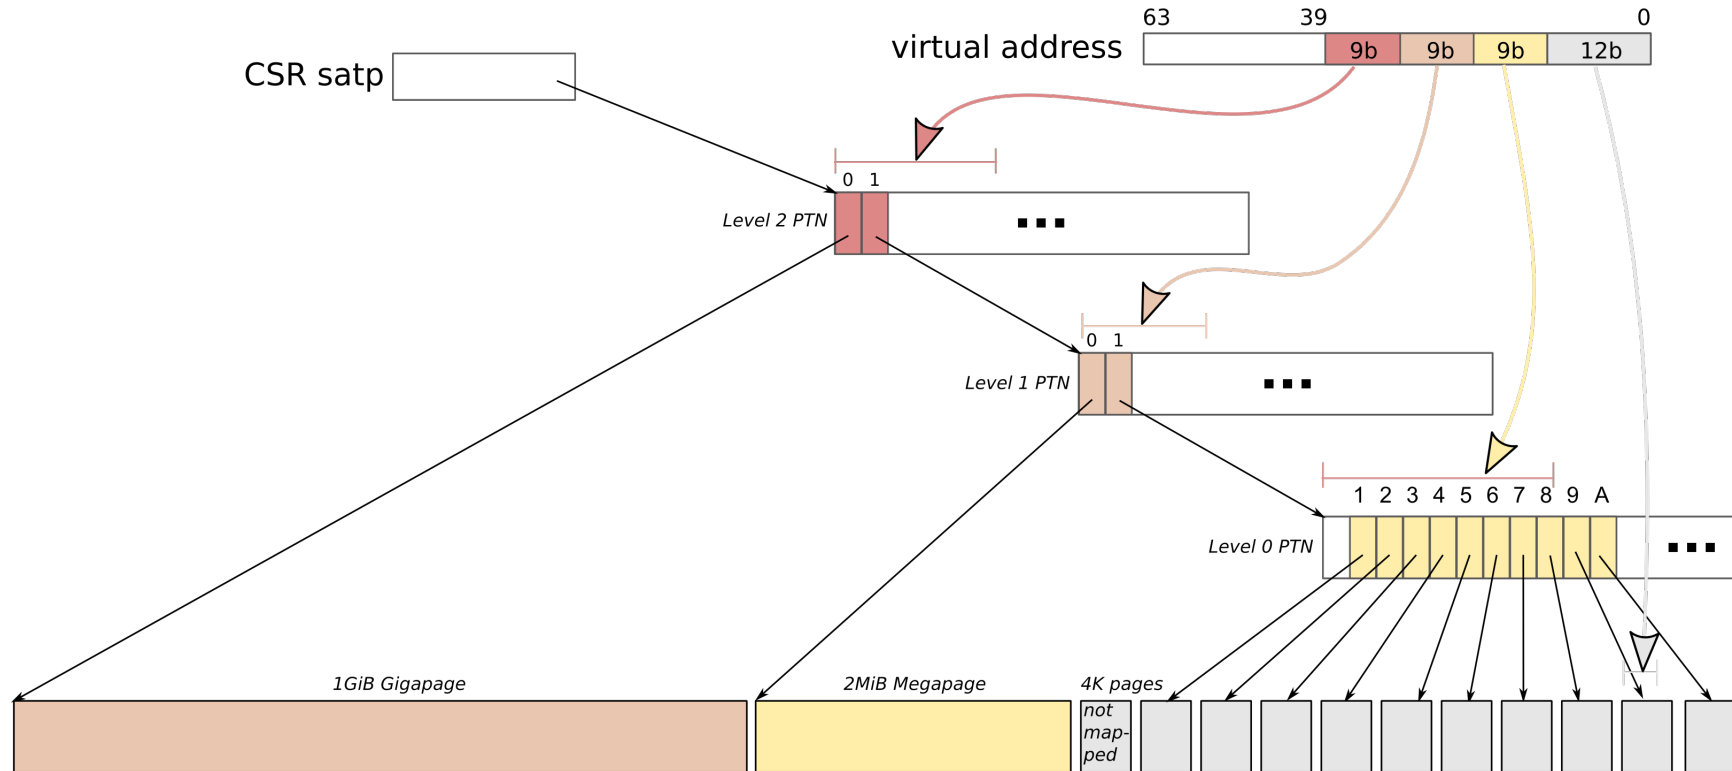 63 39 0
virtual address 9b 9b 9b 12b
CSR satp
0 1
Level 2 PTN
0 1
Level 1 PTN
1 2 3 4 5 6 7 8 9 A
Level 0 PTN
1GiB Gigapage 2MiB Megapage 4K pages
not
map-
ped